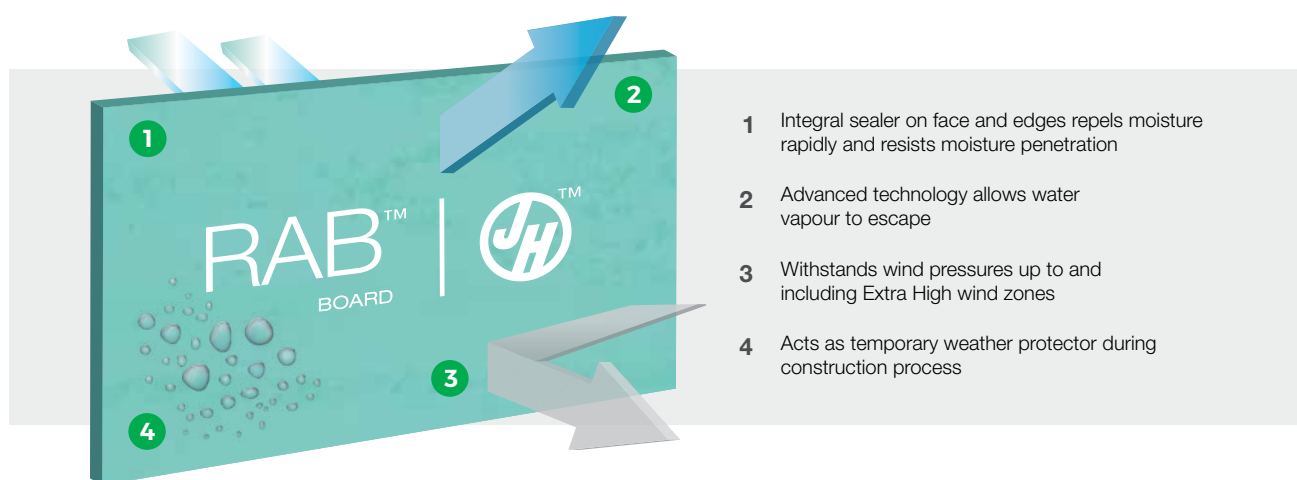 1
2
RAB™
BOARD
JH™
3
4
1 Integral sealer on face and edges repels moisture
rapidly and resists moisture penetration
2 Advanced technology allows water
vapour to escape
3 Withstands wind pressures up to and
including Extra High wind zones
4 Acts as temporary weather protector during
construction process